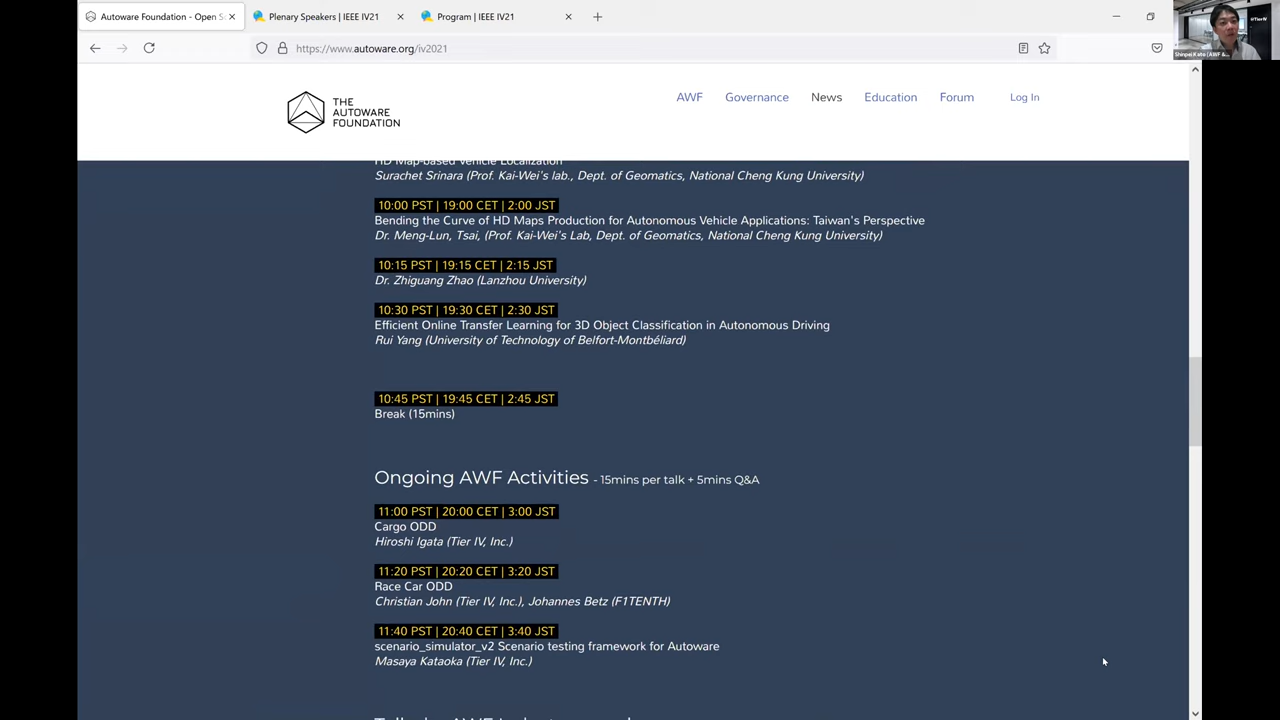 Autoware Foundation - Open S
Plenary Speakers | IEEE IV21
Program | IEEE IV21
https://www.autoware.org/iv2021
THE
AUTOWARE
FOUNDATION
AWF
Governance
News
Education
Forum
Log In
HD Map-based Vehicle Localization
Surachet Srinara (Prof. Kai-Wei's lab., Dept. of Geomatics, National Cheng Kung University)
10:00 PST | 19:00 CET | 2:00 JST
Bending the Curve of HD Maps Production for Autonomous Vehicle Applications: Taiwan's Perspective
Dr. Meng-Lun, Tsai, (Prof. Kai-Wei's Lab, Dept. of Geomatics, National Cheng Kung University)
10:15 PST | 19:15 CET | 2:15 JST
Dr. Zhiguang Zhao (Lanzhou University)
10:30 PST | 19:30 CET | 2:30 JST
Efficient Online Transfer Learning for 3D Object Classification in Autonomous Driving
Rui Yang (University of Technology of Belfort-Montbéliard)
10:45 PST | 19:45 CET | 2:45 JST
Break (15mins)
Ongoing AWF Activities - 15mins per talk + 5mins Q&A
11:00 PST | 20:00 CET | 3:00 JST
Cargo ODD
Hiroshi Igata (Tier IV, Inc.)
11:20 PST | 20:20 CET | 3:20 JST
Race Car ODD
Christian John (Tier IV, Inc.), Johannes Betz (F1TENTH)
11:40 PST | 20:40 CET | 3:40 JST
scenario_simulator_v2 Scenario testing framework for Autoware
Masaya Kataoka (Tier IV, Inc.)
Shinpei Kato (AWF &...